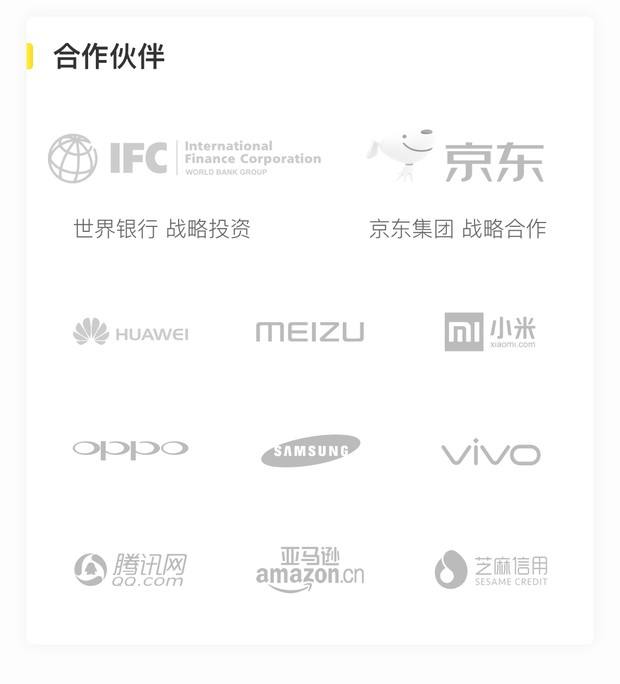 合作伙伴
IFC International
Finance Corporation
WORLD BANK GROUP
京东
世界银行 战略投资
京东集团 战略合作
HUAWEI
MEIZU
mi 小米
xiaomi.com
oppo
SAMSUNG
vivo
腾讯网
QQ.com
亚马逊
amazon.cn
芝麻信用
SESAME CREDIT